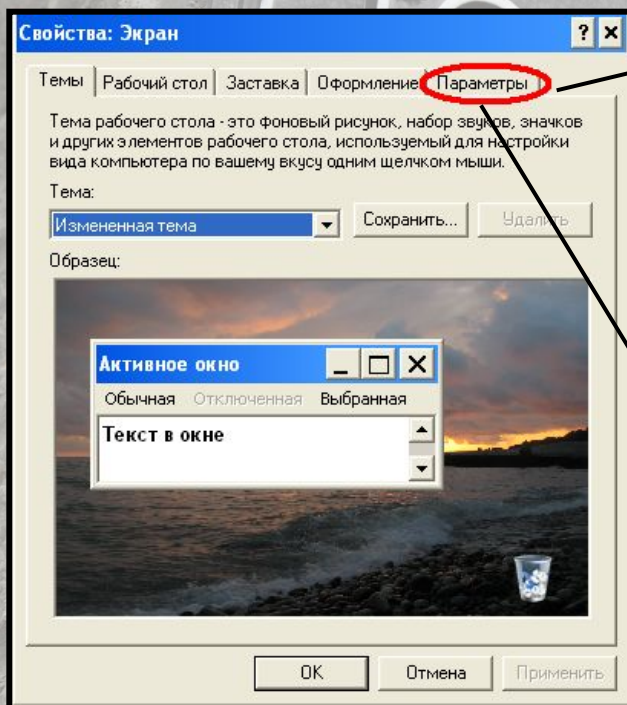 Свойства: Экран
Темы Рабочий стол Заставка Оформление Параметры
Тема рабочего стола - это фоновый рисунок, набор звуков, значков
и других элементов рабочего стола, используемый для настройки
вида компьютера по вашему вкусу одним щелчком мыши.
Тема:
Измененная тема Сохранить... Удалить
Образец:
Активное окно
Обычная Отключенная Выбранная
Текст в окне
OK Отмена Применить